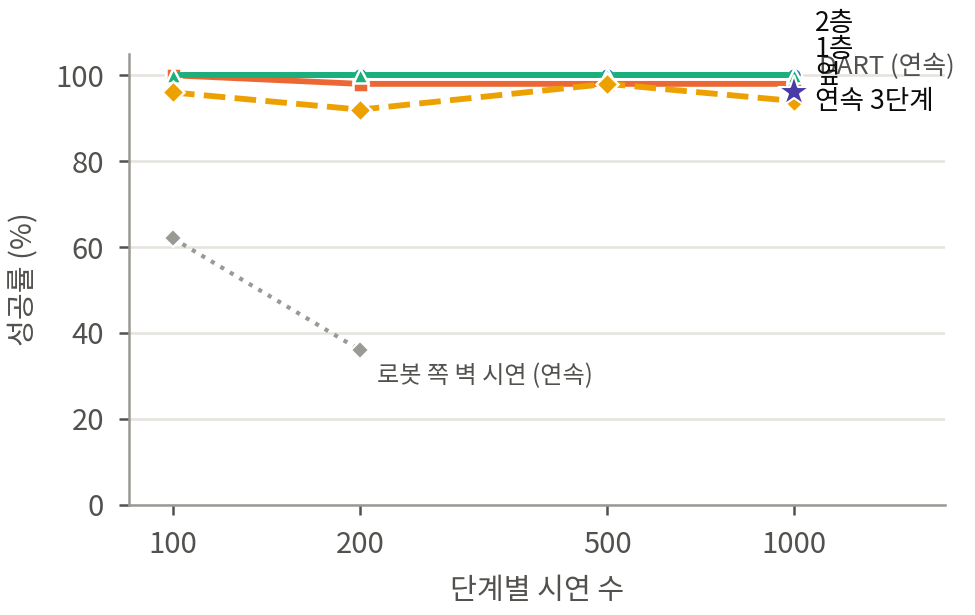 2층
1층
옆
DART (연속)
연속 3단계
100
80
60
40
20
0
성공률 (%)
로봇 쪽 벽 시연 (연속)
100
200
500
1000
단계별 시연 수